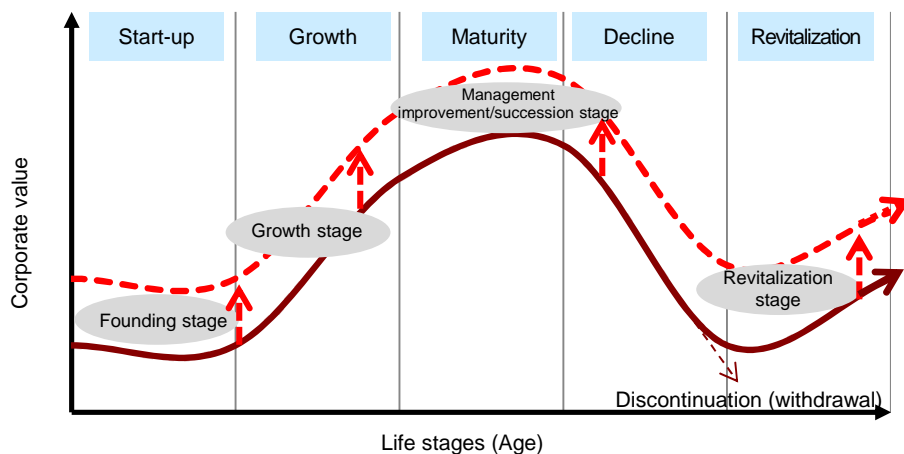 Start-up
Growth
Maturity
Decline
Revitalization
Management
improvement/succession stage
Growth stage
Founding stage
Revitalization
stage
Discontinuation (withdrawal)
Corporate value
Life stages (Age)